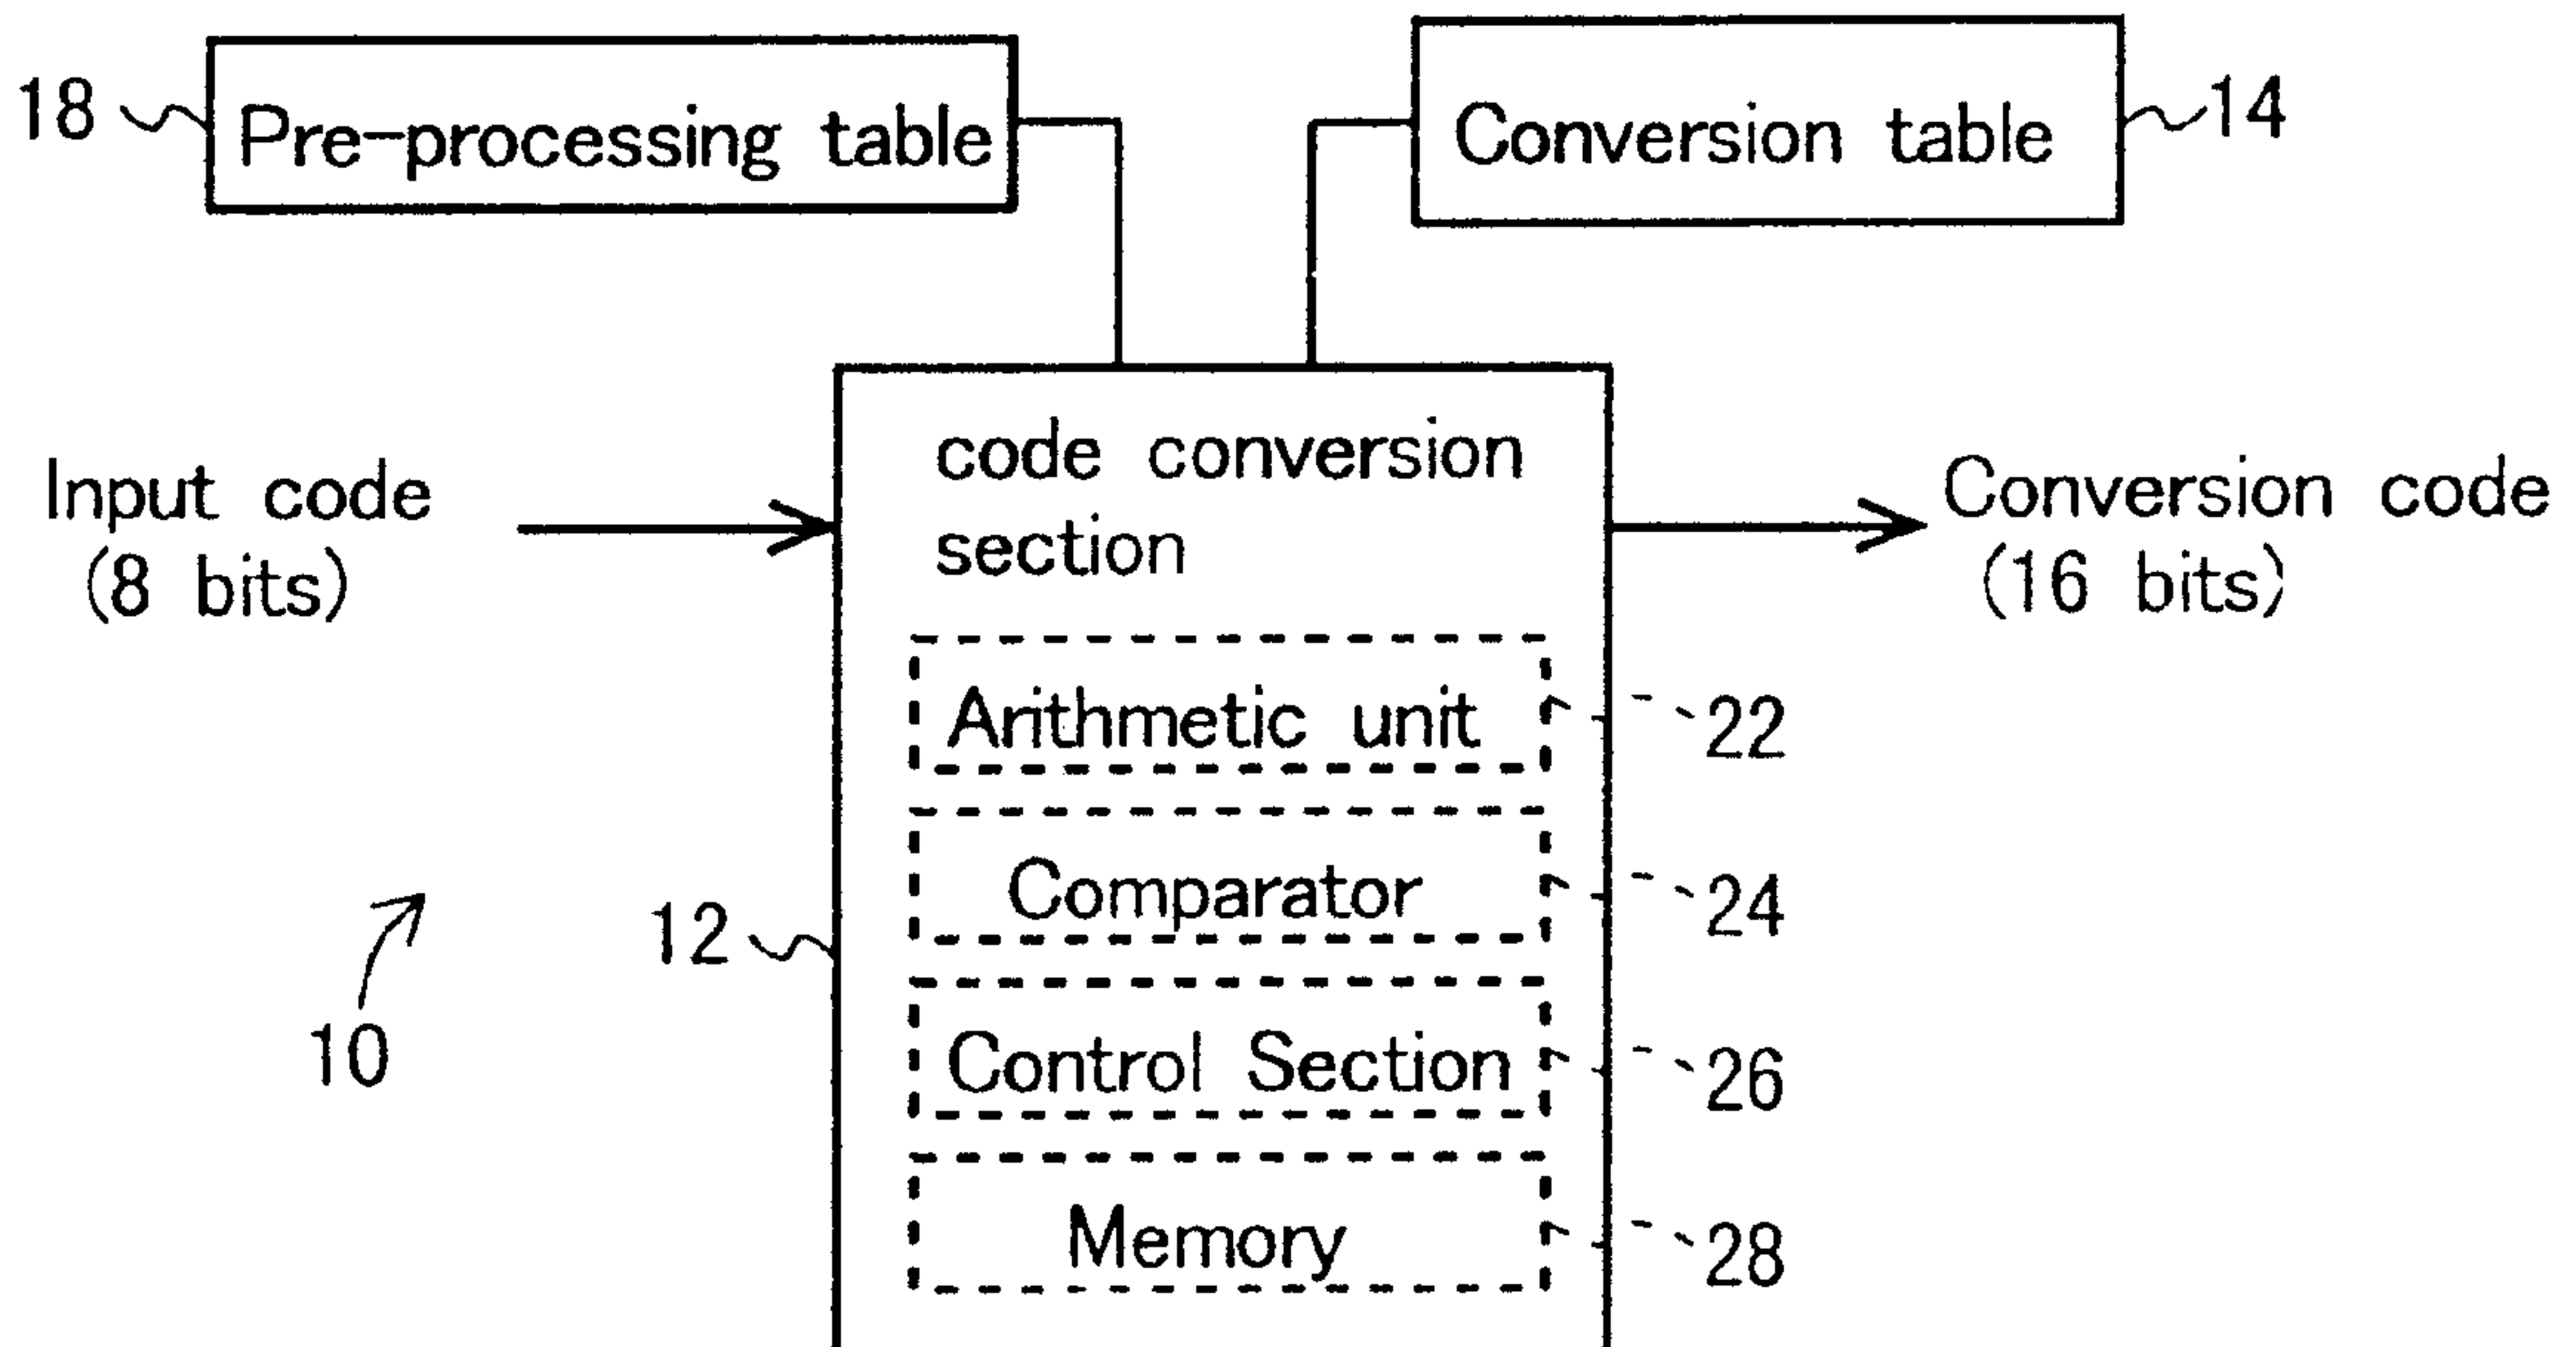 18
Pre-processing table
Conversion table
14
Input code
(8 bits)
code conversion
section
Conversion code
(16 bits)
Arithmetic unit
22
Comparator
24
12
Control Section
26
10
Memory
28